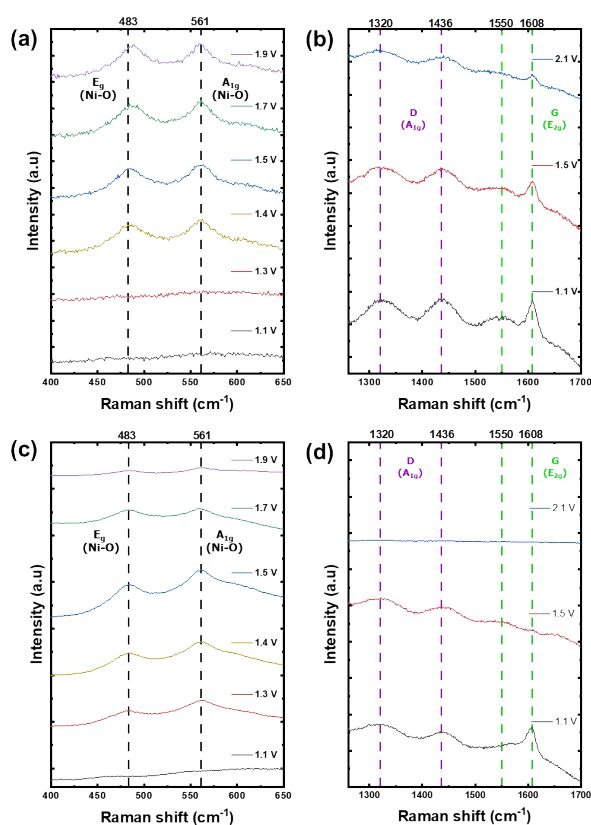 (a)
483 561
1.9 V
Eg
(Ni-O)
A1g
(Ni-O)
1.7 V
1.5 V
1.4 V
1.3 V
1.1 V
Intensity (a.u)
400 450 500 550 600 650
Raman shift (cm-1)
(b)
1320 1436 1550 1608
2.1 V
D
(A1g)
G
(E2g)
1.5 V
1.1 V
Intensity (a.u)
1300 1400 1500 1600 1700
Raman shift (cm-1)
(c)
483 561
1.9 V
1.7 V
Eg
(Ni-O)
A1g
(Ni-O)
1.5 V
1.4 V
1.3 V
1.1 V
Intensity (a.u)
400 450 500 550 600 650
Raman shift (cm-1)
(d)
1320 1436 1550 1608
D
(A1g)
G
(E2g)
2.1 V
1.5 V
1.1 V
Intensity (a.u)
1300 1400 1500 1600 1700
Raman shift (cm-1)